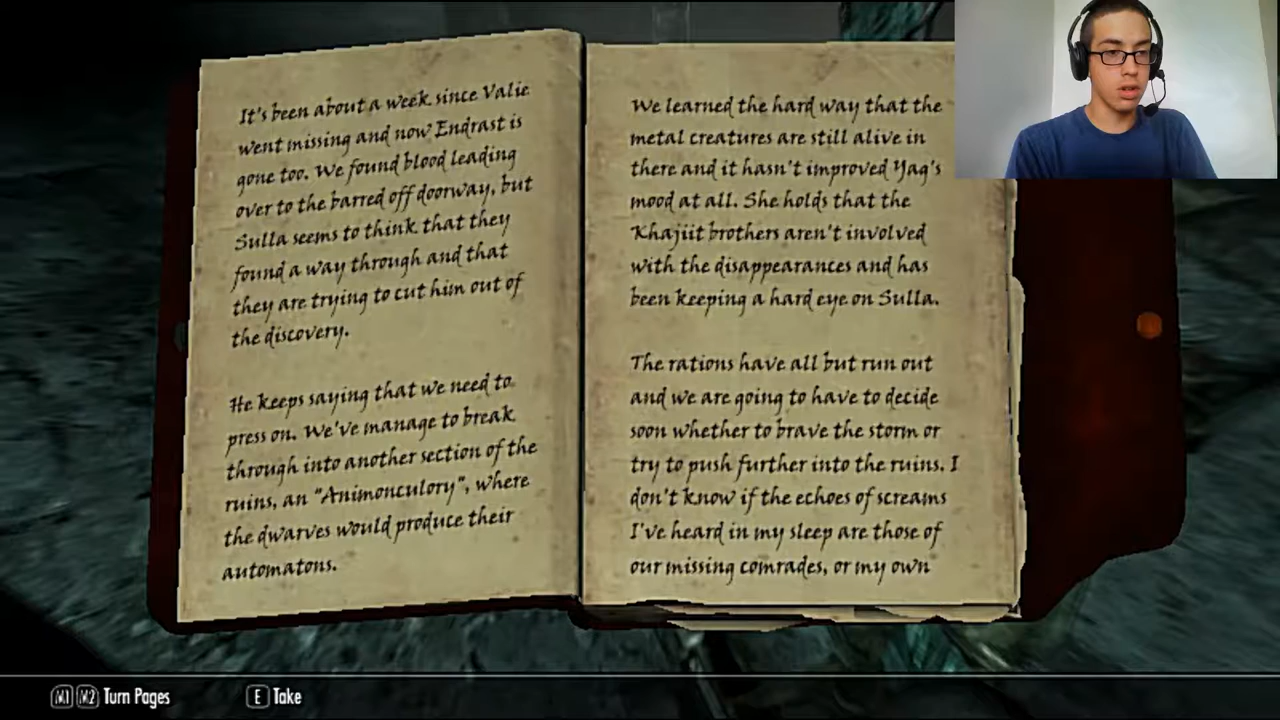 It's been about a week since Valie
went missing and now Endrast is
gone too. We found blood leading
over to the barred off doorway, but
Sulla seems to think that they
found a way through and that
they are trying to cut him out of
the discovery.
He keeps saying that we need to
press on. We've manage to break
through into another section of the
ruins, an "Animonculory", where
the dwarves would produce their
automatons.
We learned the hard way that the
metal creatures are still alive in
there and it hasn't improved Yag's
mood at all. She holds that the
Khajiit brothers aren't involved
with the disappearances and has
been keeping a hard eye on Sulla.
The rations have all but run out
and we are going to have to decide
soon whether to brave the storm or
try to push further into the ruins. I
don't know if the echoes of screams
I've heard in my sleep are those of
our missing comrades, or my own
M1 M2 Turn Pages
E Take